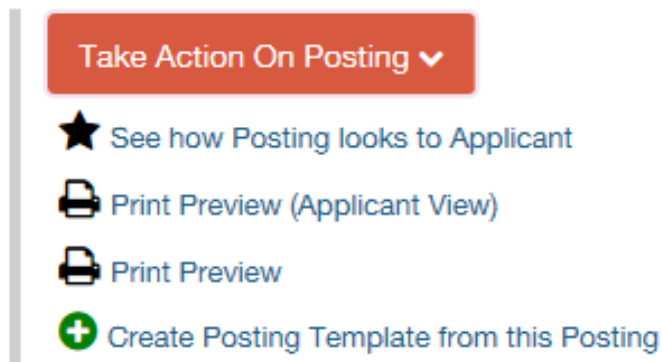 Take Action On Posting
See how Posting looks to Applicant
Print Preview (Applicant View)
Print Preview
Create Posting Template from this Posting